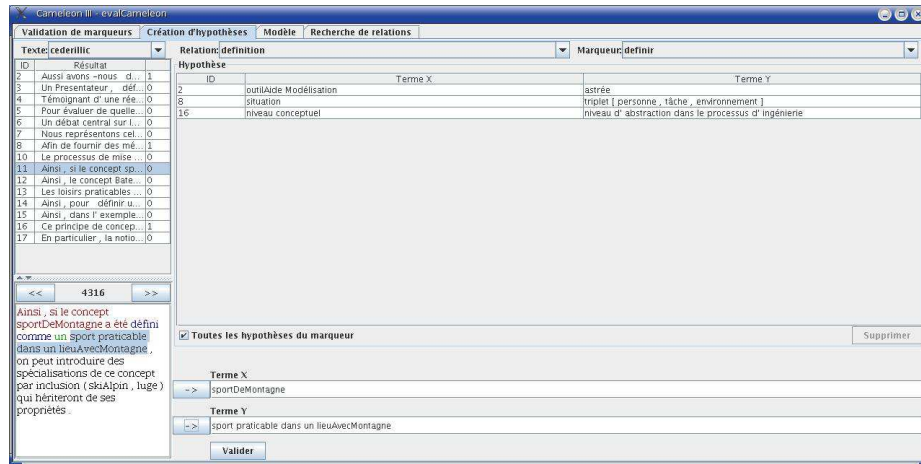 Cameleon III - evalCameleon
Validation de marqueurs Création d'hypothèses Modèle Recherche de relations
Texte: cederillic Relation: definition Marqueur: definir
ID Résultat
2 Aussi avons –nous d... 1
3 Un Presentateur , déf... 0
4 Témoignant d' une rée... 0
5 Pour évaluer de quelle... 0
6 Un débat central sur l... 0
7 Nous représentons cel... 0
8 Afin de fournir des mé... 1
10 Le processus de mise ... 0
11 Ainsi , si le concept sp... 0
12 Ainsi , le concept Bate... 0
13 Les loisirs praticables ... 0
14 Ainsi , pour définir u... 0
15 Ainsi , dans l' exemple... 0
16 Ce principe de concep... 1
17 En particulier , la notio... 0
Hypothèse
ID Terme X Terme Y
2 outilAide Modélisation astrée
8 situation triplet [ personne , tâche , environnement ]
16 niveau conceptuel niveau d' abstraction dans le processus d' ingénierie
<< 4316 >>
Ainsi , si le concept
sportDeMontagne a été défini
comme un sport praticable
dans un lieuAvecMontagne ,
on peut introduire des
spécialisations de ce concept
par inclusion ( skiAlpin , luge )
qui hériteront de ses
propriétés .
Toutes les hypothèses du marqueur Supprimer
Terme X
-> sportDeMontagne
Terme Y
-> sport praticable dans un lieuAvecMontagne
Valider